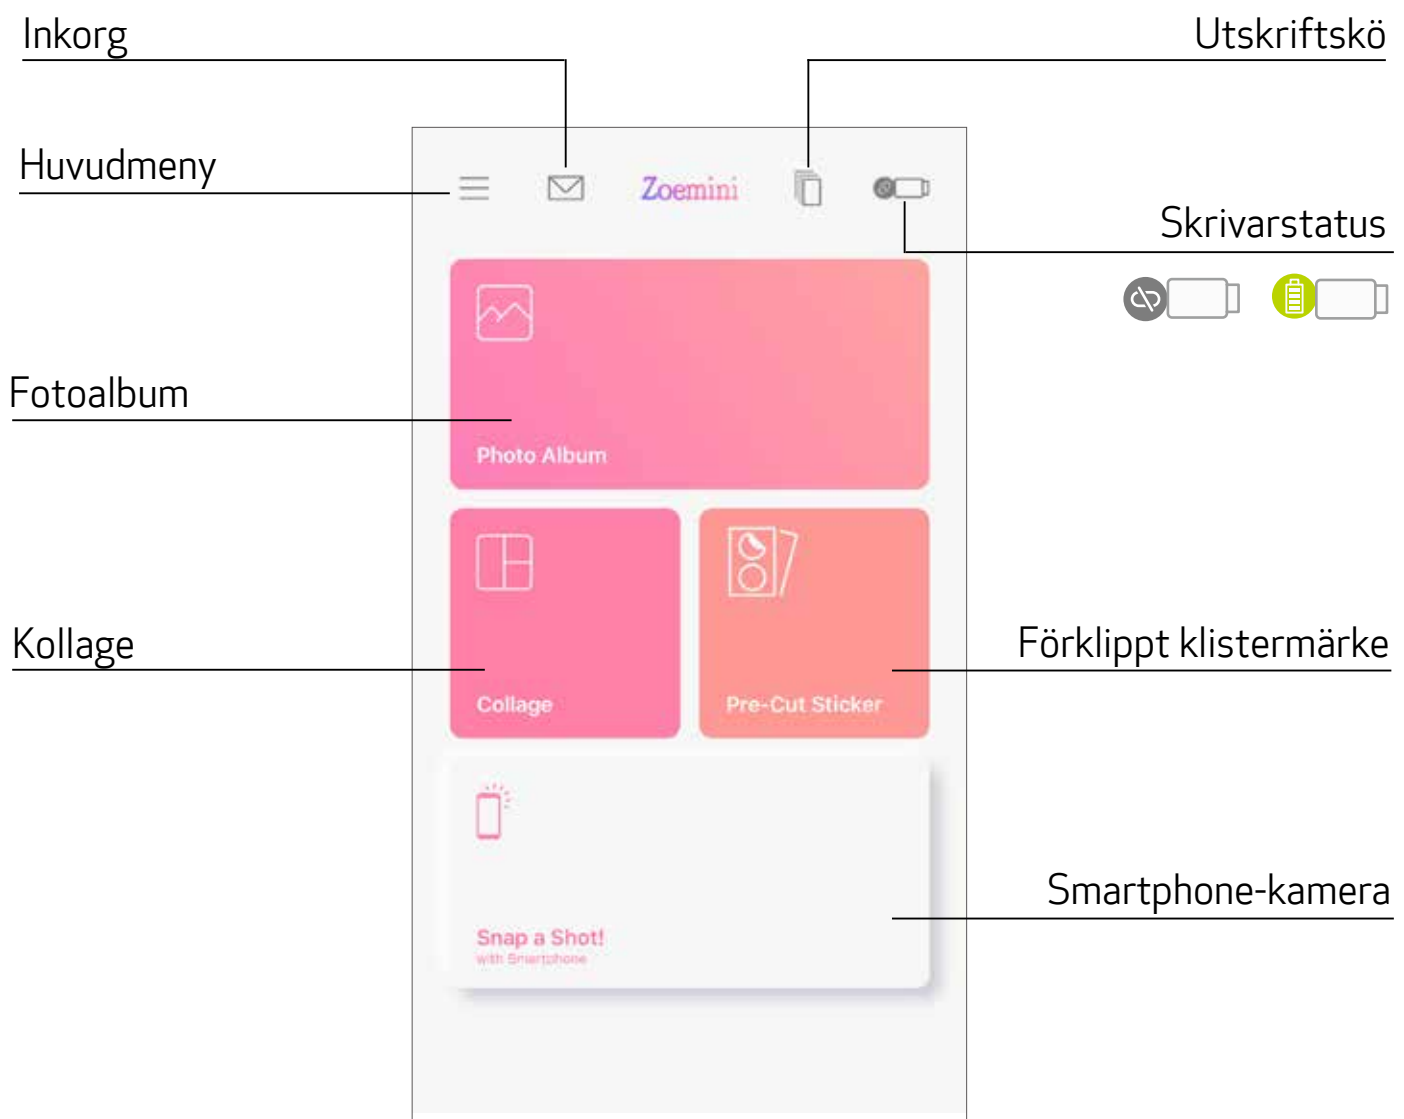 Inkorg
Utskriftskö
Huvudmeny
Zoemini
Skrivarstatus
Fotoalbum
Photo Album
Kollage
Förklippt klistermärke
Collage
Pre-Cut Sticker
Smartphone-kamera
Snap a Shot!
with Smartphone